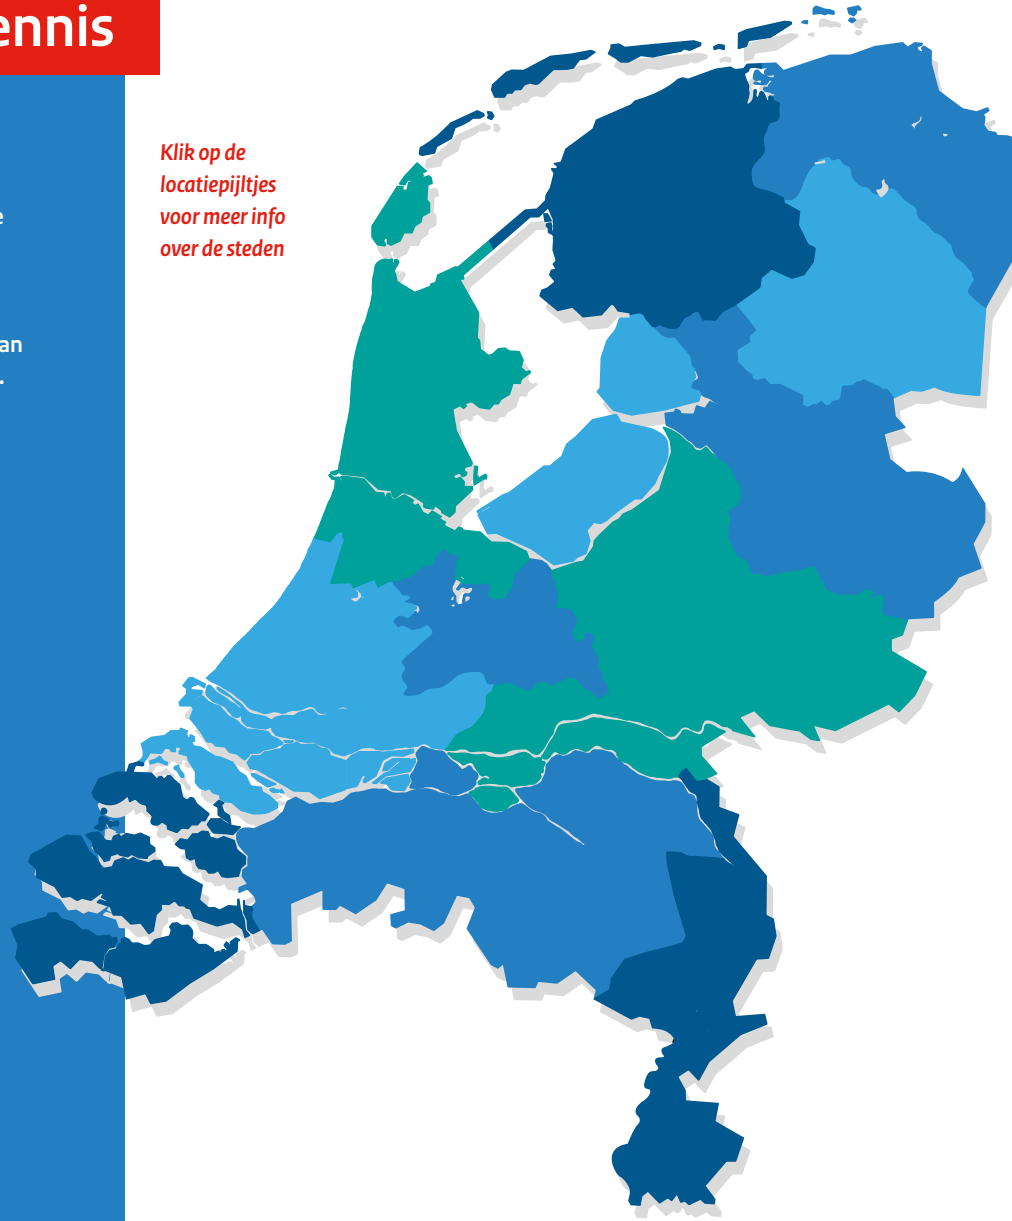 ennis
Klik op de
locatiepijltjes
voor meer info
over de steden
e
an
.